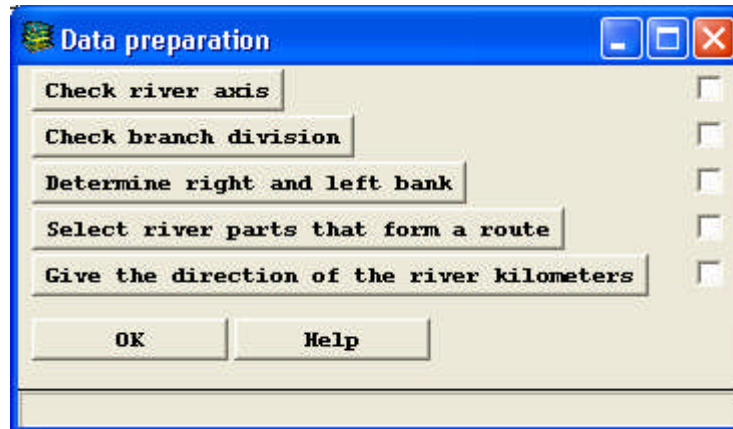 Data preparation
Check river axis
Check branch division
Determine right and left bank
Select river parts that form a route
Give the direction of the river kilometers
OK Help